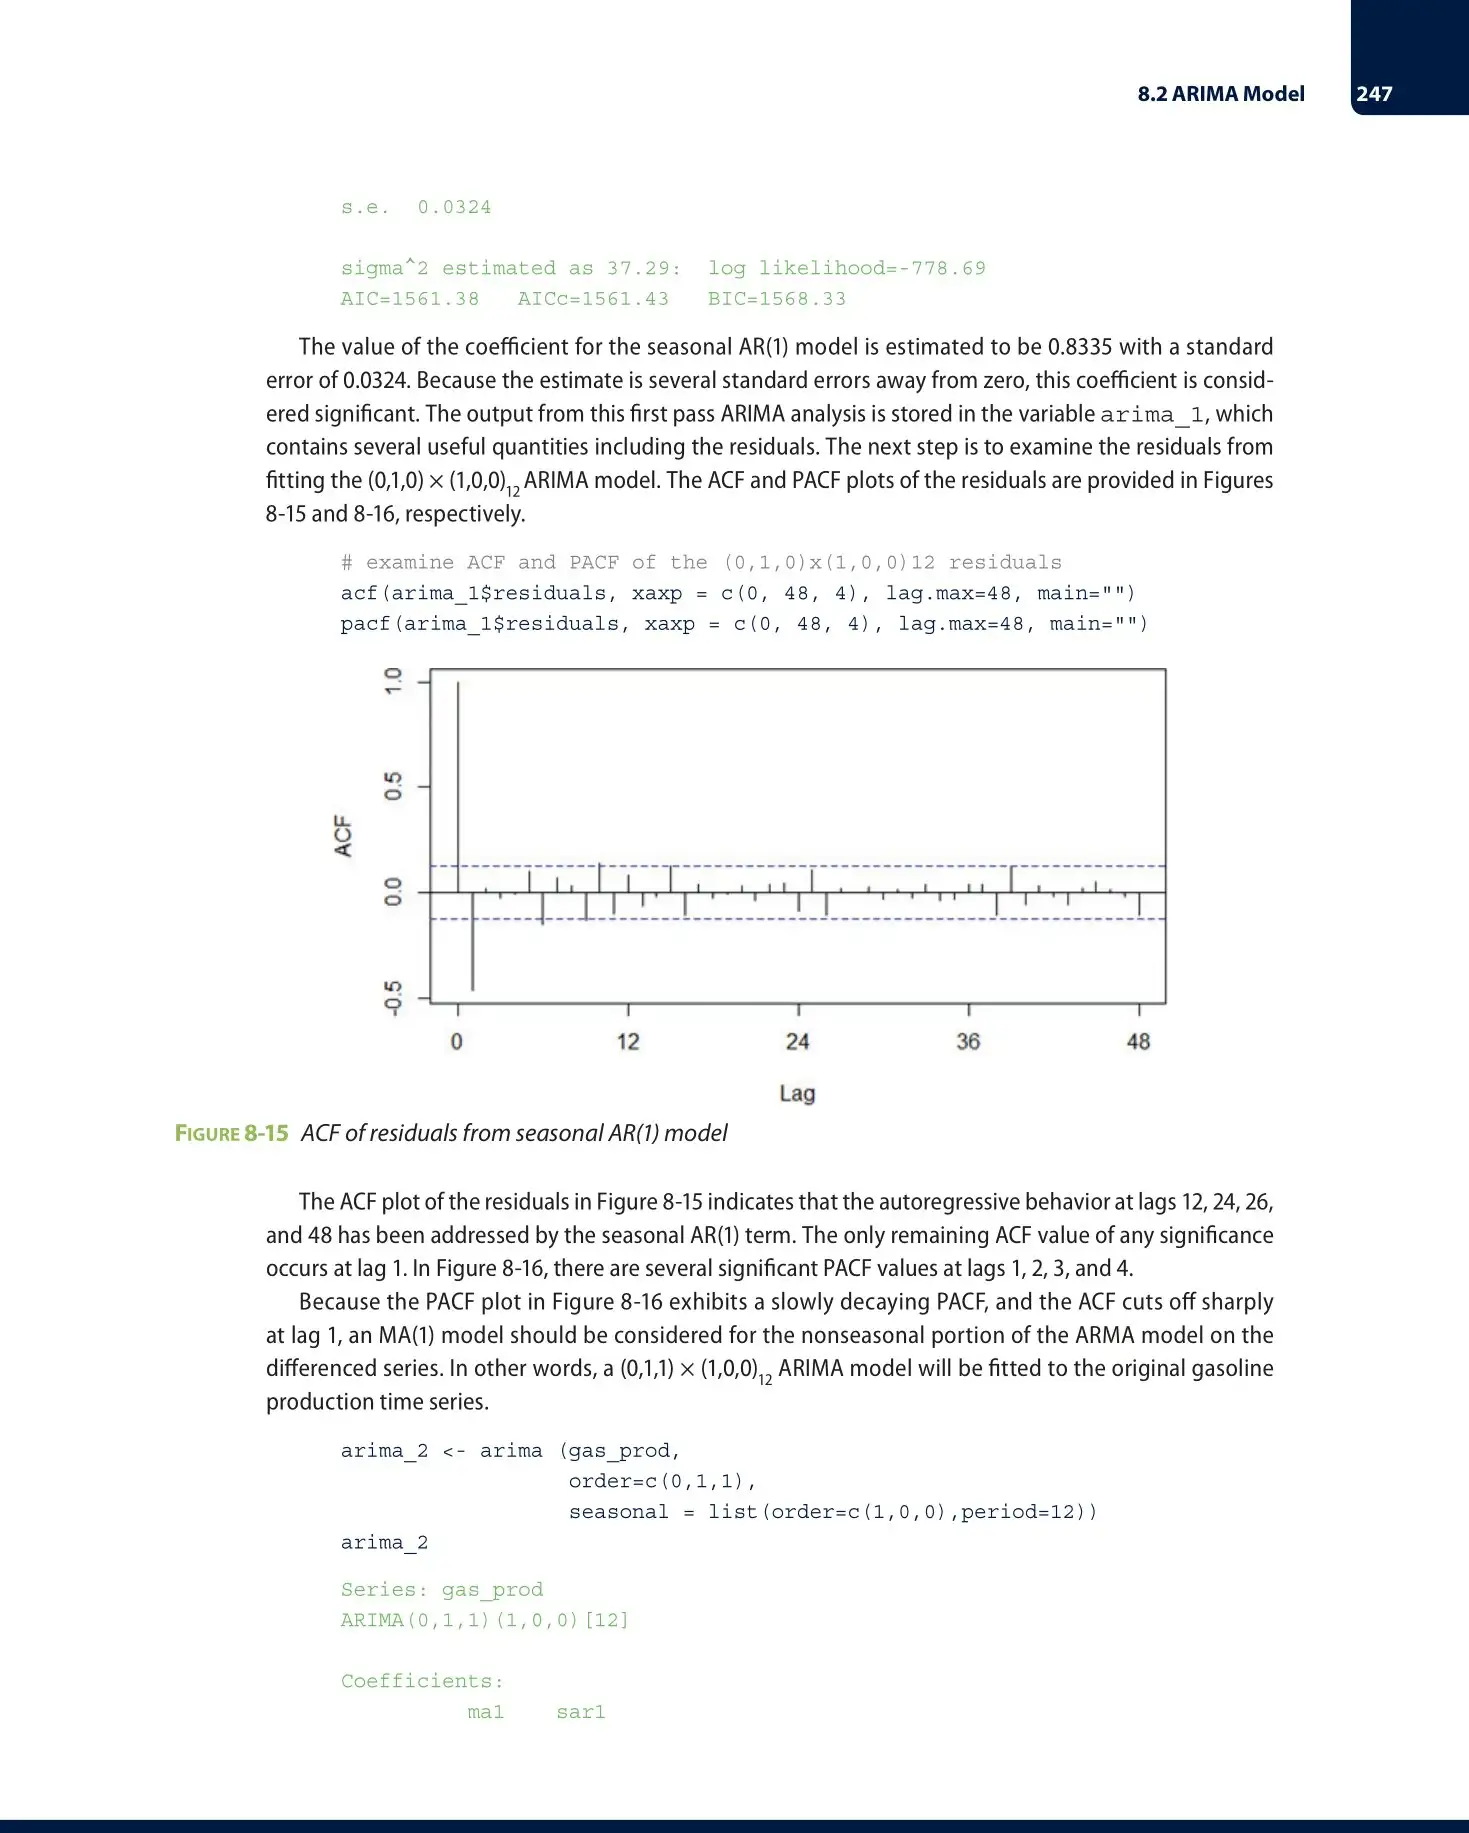 8.2 ARIMA Model 247
s.e. 0.0324
sigma^2 estimated as 37.29: log likelihood=-778.69
AIC=1561.38 AICc=1561.43 BIC=1568.33
The value of the coefficient for the seasonal AR(1) model is estimated to be 0.8335 with a standard
error of 0.0324. Because the estimate is several standard errors away from zero, this coefficient is consid-
ered significant. The output from this first pass ARIMA analysis is stored in the variable arima_1, which
contains several useful quantities including the residuals. The next step is to examine the residuals from
fitting the (0,1,0) × (1,0,0)12 ARIMA model. The ACF and PACF plots of the residuals are provided in Figures
8-15 and 8-16, respectively.
# examine ACF and PACF of the (0,1,0)x(1,0,0)12 residuals
acf(arima_1$residuals, xaxp = c(0, 48, 4), lag.max=48, main="")
pacf(arima_1$residuals, xaxp = c(0, 48, 4), lag.max=48, main="")
1.0
0.5
ACF
0.0
-0.5
0 12 24 36 48
Lag
FIGURE 8-15 ACF of residuals from seasonal AR(1) model
The ACF plot of the residuals in Figure 8-15 indicates that the autoregressive behavior at lags 12, 24, 26,
and 48 has been addressed by the seasonal AR(1) term. The only remaining ACF value of any significance
occurs at lag 1. In Figure 8-16, there are several significant PACF values at lags 1, 2, 3, and 4.
Because the PACF plot in Figure 8-16 exhibits a slowly decaying PACF, and the ACF cuts off sharply
at lag 1, an MA(1) model should be considered for the nonseasonal portion of the ARMA model on the
differenced series. In other words, a (0,1,1) × (1,0,0)12 ARIMA model will be fitted to the original gasoline
production time series.
arima_2 <- arima (gas_prod,
order=c(0,1,1),
seasonal = list(order=c(1,0,0),period=12))
arima_2
Series: gas_prod
ARIMA(0,1,1)(1,0,0)[12]
Coefficients:
ma1 sar1